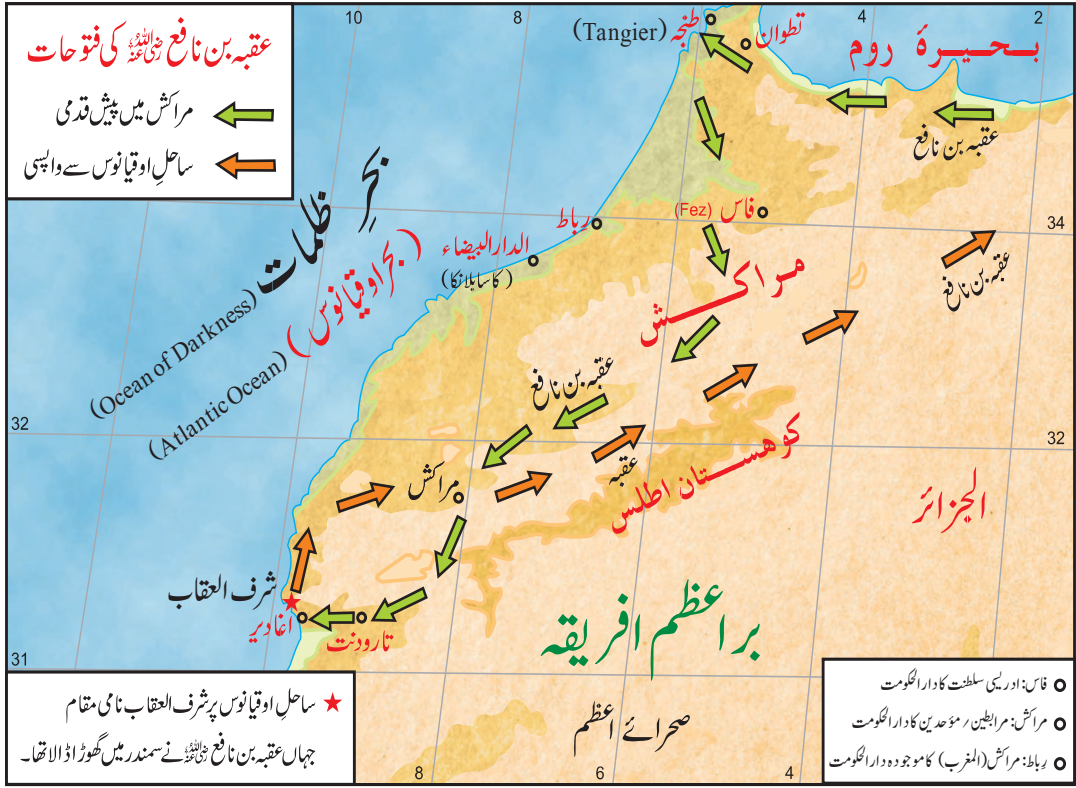 عقبہ بن نافع رضی اللہ عنہ کی فتوحات
مراکش میں پیش قدمی
ساحلِ اوقیانوس سے واپسی
10
8
4
2
(Tangier) طنجہ
تطوان
بحیرۂ روم
عقبہ بن نافع
(Fez) فاس
34
رباط
الدارالبیضاء
(کاسابلانکا)
بحرِ ظلمات
(بحر اوقیانوس)
(Ocean of Darkness)
(Atlantic Ocean)
عقبہ بن نافع
مراکش
عقبہ بن نافع
32
32
عقبہ
کوهستان اطلس
مراکش
الجزائر
شرف العقاب
اغادیر
تارودنت
براعظم افریقہ
31
صحرائے اعظم
8
6
4
ساحلِ اوقیانوس پر شرف العقاب نامی مقام
جہاں عقبہ بن نافع رضی اللہ عنہ نے سمندر میں گھوڑا ڈالا تھا۔
فاس: ادریسی سلطنت کا دارالحکومت
مراکش: مرابطین / مؤحدین کا دارالحکومت
رباط: مراکش (المغرب) کا موجودہ دارالحکومت